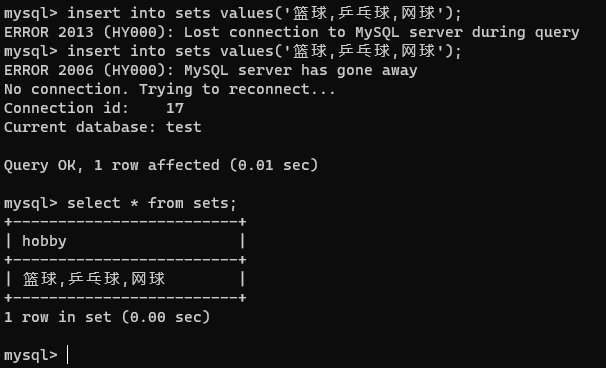 mysql> insert into sets values('篮球,乒乓球,网球');
ERROR 2013 (HY000): Lost connection to MySQL server during query
mysql> insert into sets values('篮球,乒乓球,网球');
ERROR 2006 (HY000): MySQL server has gone away
No connection. Trying to reconnect...
Connection id:    17
Current database: test
Query OK, 1 row affected (0.01 sec)
mysql> select * from sets;
+-------------------------+
| hobby                   |
+-------------------------+
| 篮球,乒乓球,网球        |
+-------------------------+
1 row in set (0.00 sec)
mysql>